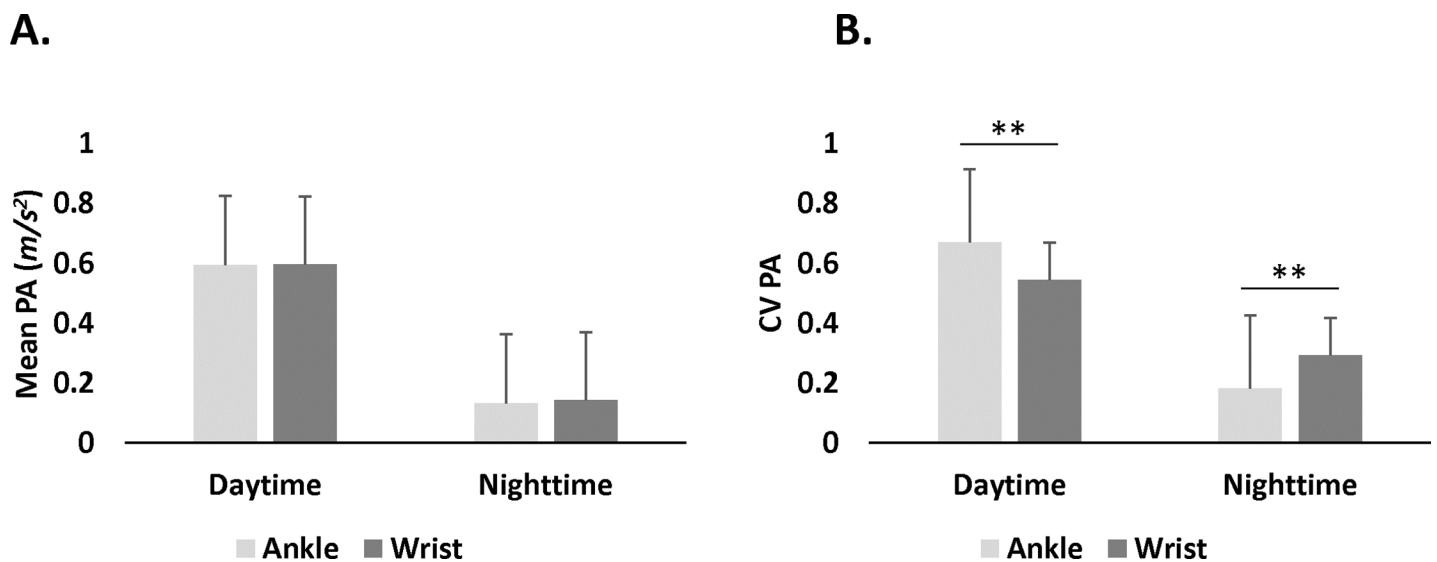 A.
Mean PA (m/s²)
1
0.8
0.6
0.4
0.2
0
Daytime Nighttime
Ankle Wrist
B.
CV PA
1
0.8
0.6
0.4
0.2
0
**
**
Daytime Nighttime
Ankle Wrist